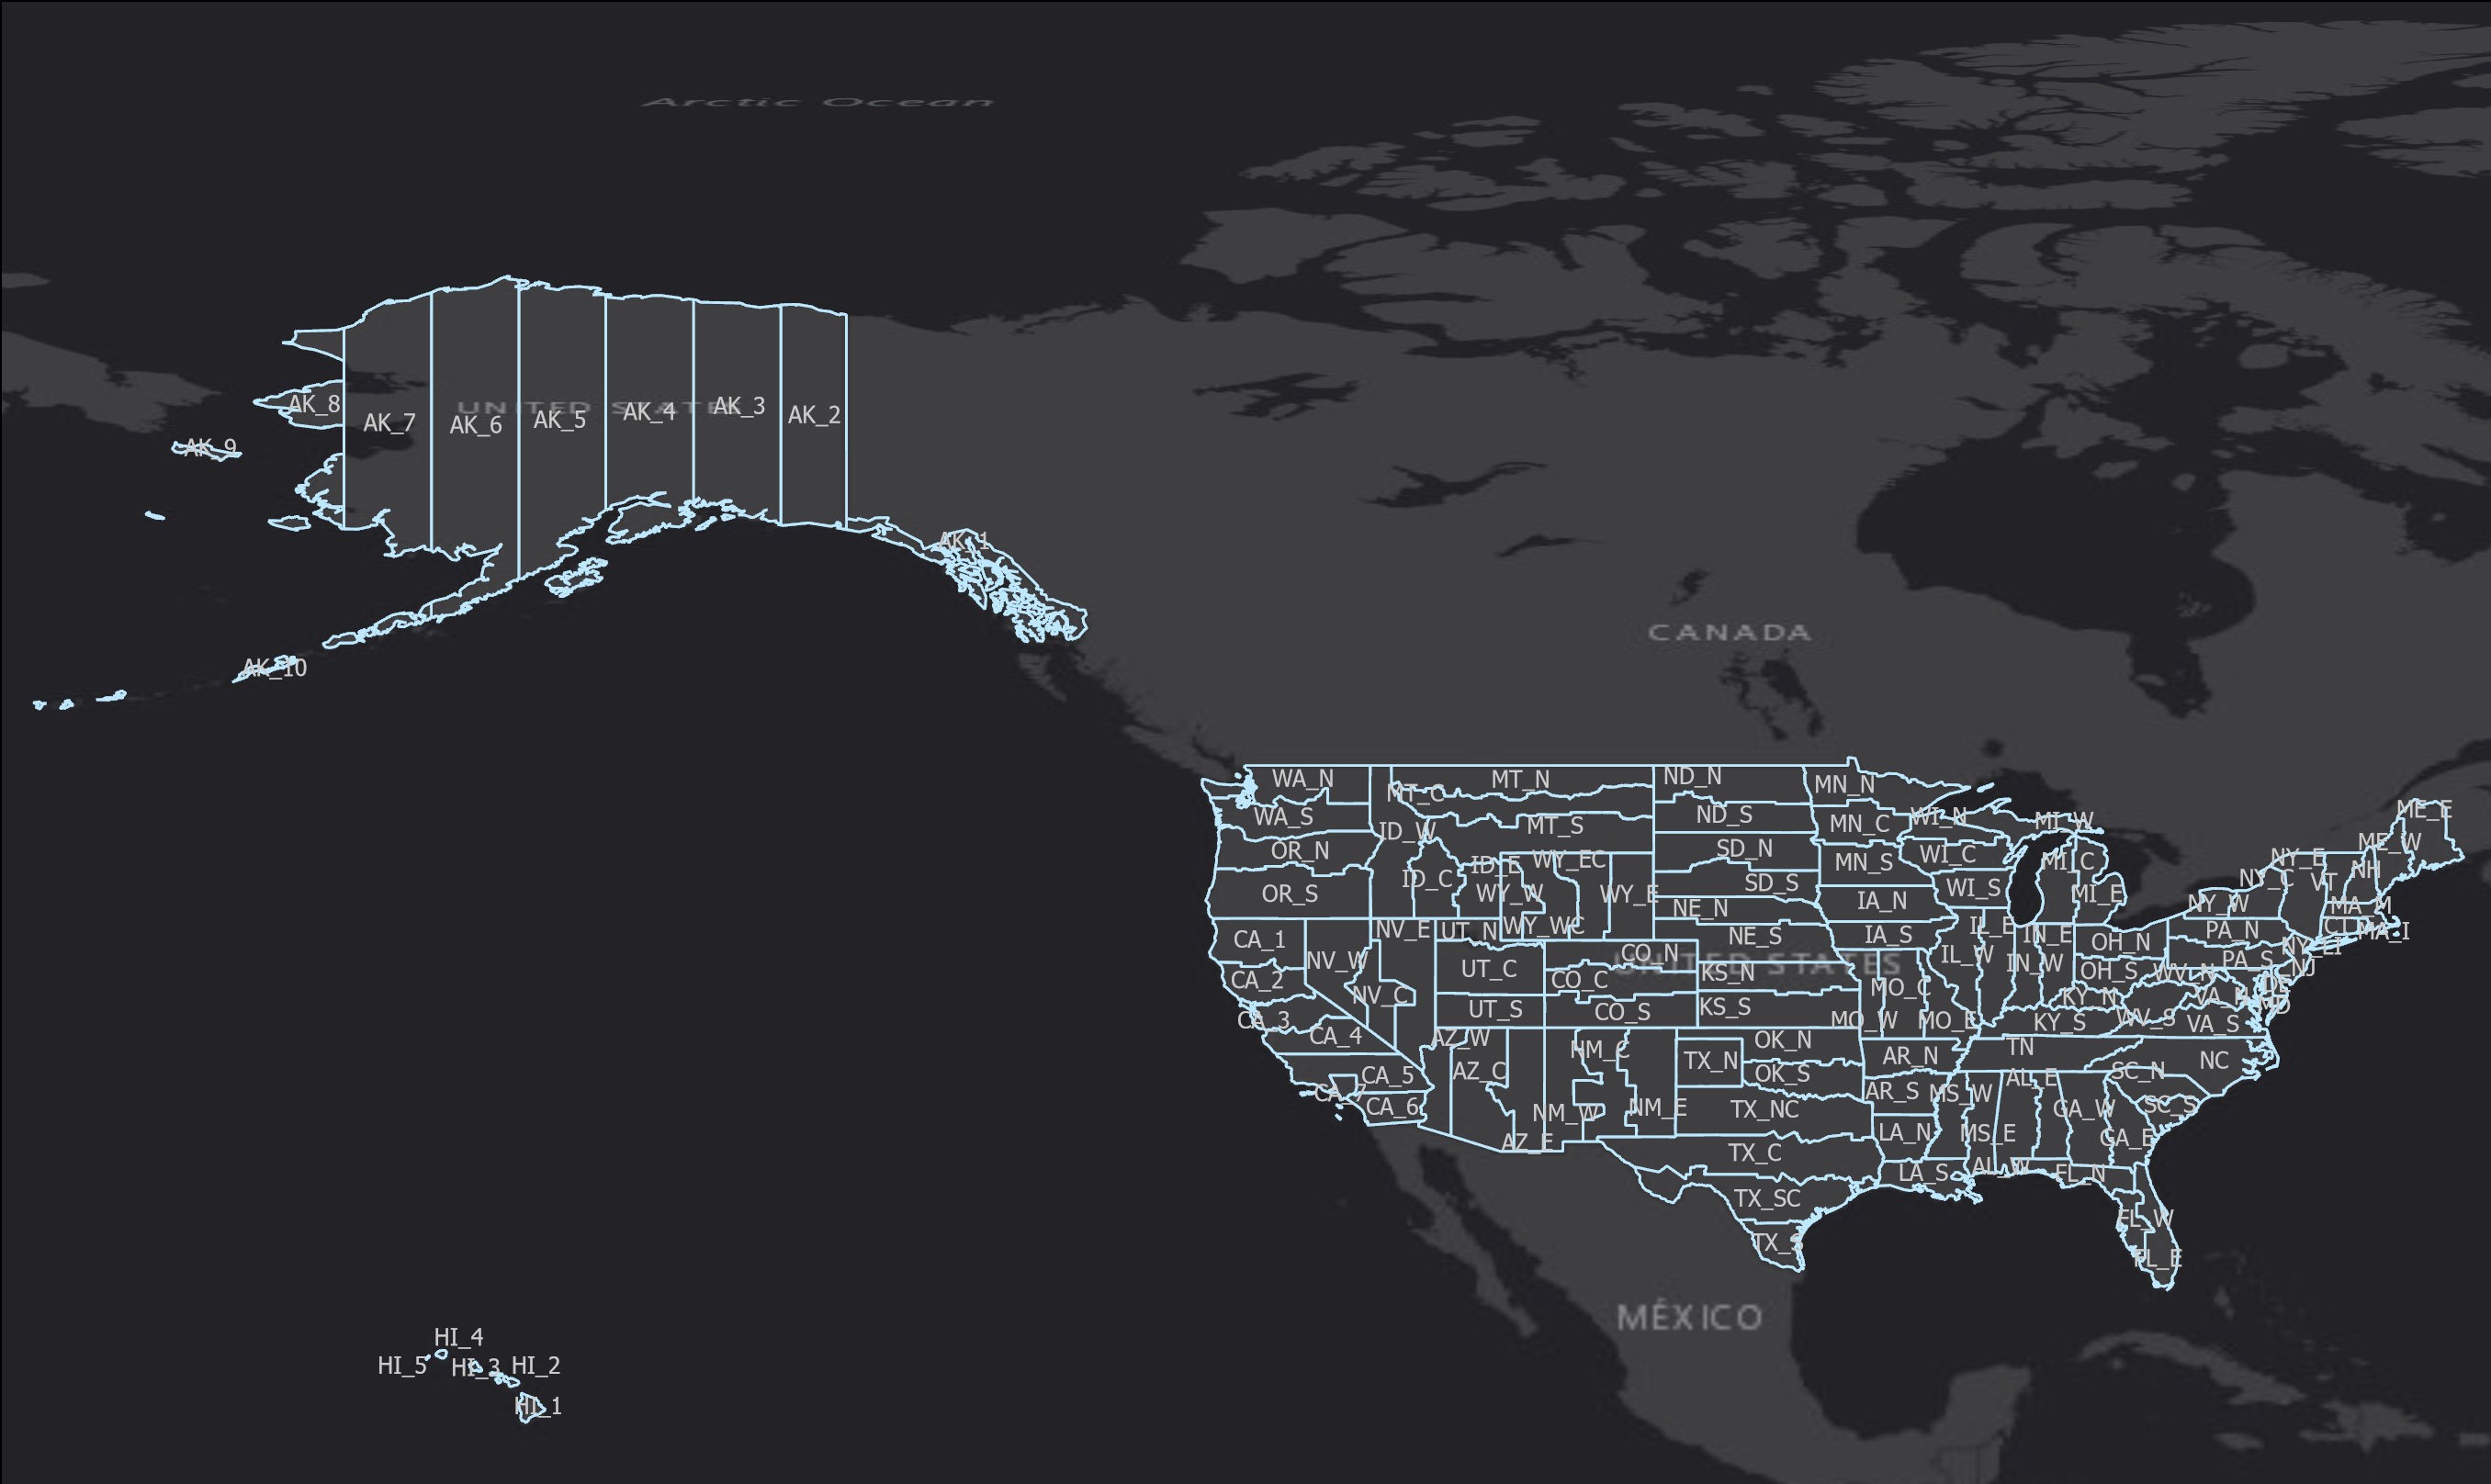 Arctic Ocean
UNITED STATES
AK_8
AK_7
AK_6
AK_5
AK_4
AK_3
AK_2
AK_9
AK_1
AK_10
CANADA
WA_N
MT_N
ND_N
MN_N
MT_C
WA_S
ND_S
MN_C
WI_N
MI_W
ME_E
ID_W
MT_S
ME_W
OR_N
SD_N
MN_S
WI_C
MI_C
NY_E
ID_E
WY_EC
NH
ID_C
WY_W
WY_E
SD_S
WI_S
MI_E
NY_C
VT
OR_S
NE_N
IA_N
NY_W
MA_M
CA_1
NV_E
UT_N
WY_WC
NE_S
IA_S
IL_E
IN_E
OH_N
PA_N
CT
MA_I
NV_W
CO_N
UNITED STATES
IL_W
IN_W
PA_S
NY_LI
UT_C
CO_C
KS_N
OH_S
WV_N
NJ
DE
CA_2
NV_C
MO_C
KY_N
VA_N
MD
CA_3
UT_S
CO_S
KS_S
MO_W
MO_E
KY_S
WV_S
VA_S
CA_4
AZ_W
NM_C
OK_N
TN
AR_N
NC
CA_5
AZ_C
TX_N
OK_S
AL_E
SC_N
CA_7
CA_6
NM_W
NM_E
TX_NC
AR_S
MS_W
GA_W
SC_S
AZ_E
TX_C
LA_N
MS_E
GA_E
LA_S
AL_W
FL_N
TX_SC
FL_W
TX_S
FL_E
MÉXICO
HI_4
HI_5
HI_3
HI_2
HI_1